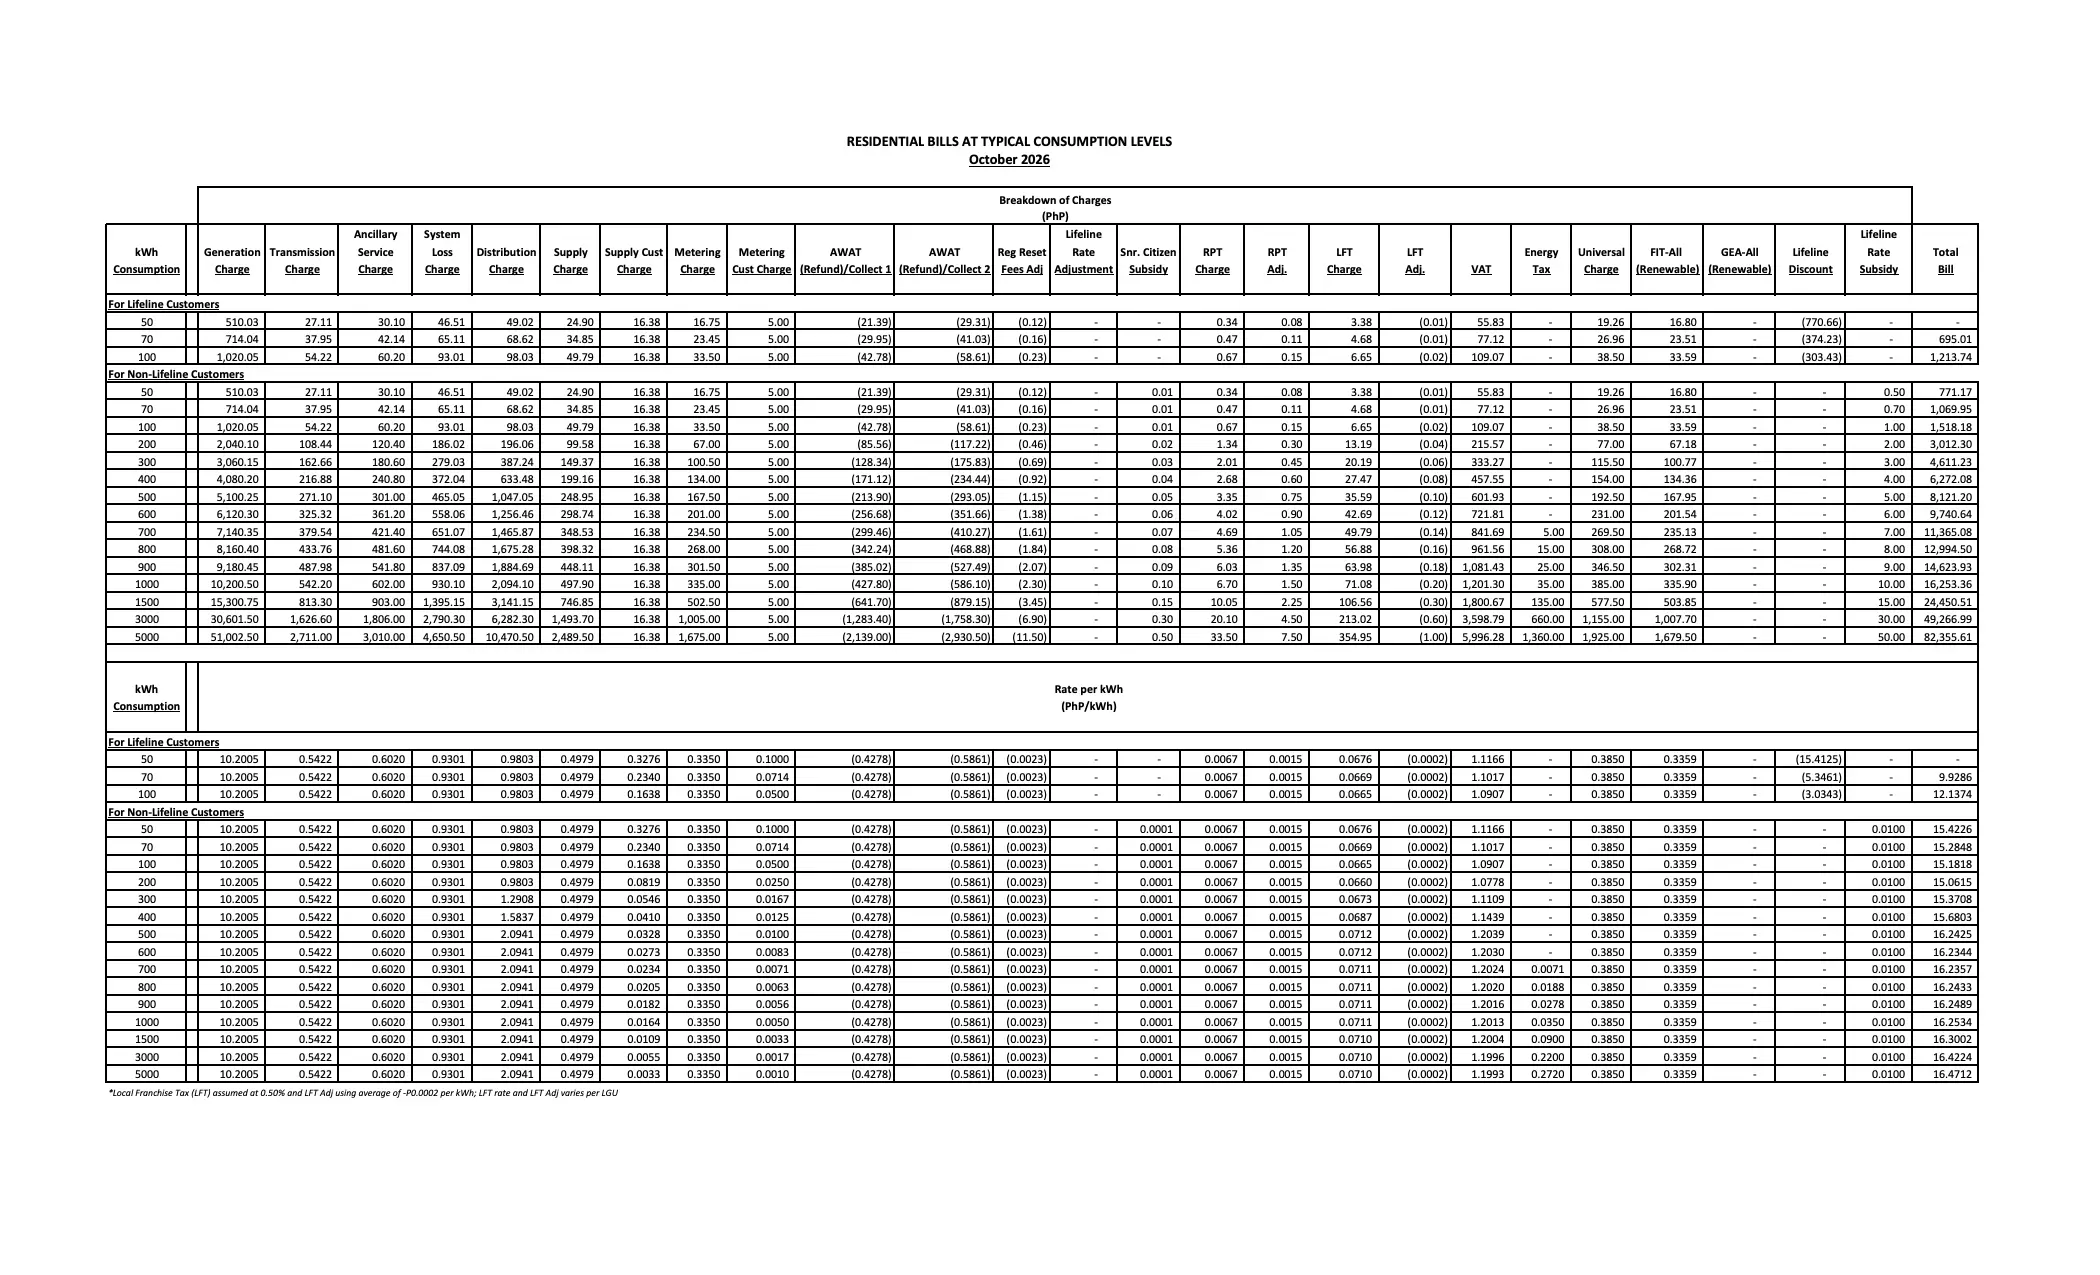 RESIDENTIAL BILLS AT TYPICAL CONSUMPTION LEVELS
October 2026
Breakdown of Charges
(PhP)
kWh Consumption Generation Charge Transmission Charge Ancillary Service Charge System Loss Charge Distribution Charge Supply Charge Supply Cust Charge Metering Charge Metering Cust Charge AWAT (Refund)/Collect 1 AWAT (Refund)/Collect 2 Reg Reset Fees Adj Lifeline Rate Adjustment Snr. Citizen Subsidy RPT Charge RPT Adj. LFT Charge LFT Adj. VAT Energy Tax Universal Charge FIT-All (Renewable) GEA-All (Renewable) Lifeline Discount Lifeline Rate Subsidy Total Bill
For Lifeline Customers
50 510.03 27.11 30.10 46.51 49.02 24.90 16.38 16.75 5.00 (21.39) (29.31) (0.12) - - 0.34 0.08 3.38 (0.01) 55.83 - 19.26 16.80 - (770.66) - -
70 714.04 37.95 42.14 65.11 68.62 34.85 16.38 23.45 5.00 (29.95) (41.03) (0.16) - - 0.47 0.11 4.68 (0.01) 77.12 - 26.96 23.51 - (374.23) - 695.01
100 1,020.05 54.22 60.20 93.01 98.03 49.79 16.38 33.50 5.00 (42.78) (58.61) (0.23) - - 0.67 0.15 6.65 (0.02) 109.07 - 38.50 33.59 - (303.43) - 1,213.74
For Non-Lifeline Customers
50 510.03 27.11 30.10 46.51 49.02 24.90 16.38 16.75 5.00 (21.39) (29.31) (0.12) - 0.01 0.34 0.08 3.38 (0.01) 55.83 - 19.26 16.80 - - 0.50 771.17
70 714.04 37.95 42.14 65.11 68.62 34.85 16.38 23.45 5.00 (29.95) (41.03) (0.16) - 0.01 0.47 0.11 4.68 (0.01) 77.12 - 26.96 23.51 - - 0.70 1,069.95
100 1,020.05 54.22 60.20 93.01 98.03 49.79 16.38 33.50 5.00 (42.78) (58.61) (0.23) - 0.01 0.67 0.15 6.65 (0.02) 109.07 - 38.50 33.59 - - 1.00 1,518.18
200 2,040.10 108.44 120.40 186.02 196.06 99.58 16.38 67.00 5.00 (85.56) (117.22) (0.46) - 0.02 1.34 0.30 13.19 (0.04) 215.57 - 77.00 67.18 - - 2.00 3,012.30
300 3,060.15 162.66 180.60 279.03 387.24 149.37 16.38 100.50 5.00 (128.34) (175.83) (0.69) - 0.03 2.01 0.45 20.19 (0.06) 333.27 - 115.50 100.77 - - 3.00 4,611.23
400 4,080.20 216.88 240.80 372.04 633.48 199.16 16.38 134.00 5.00 (171.12) (234.44) (0.92) - 0.04 2.68 0.60 27.47 (0.08) 457.55 - 154.00 134.36 - - 4.00 6,272.08
500 5,100.25 271.10 301.00 465.05 1,047.05 248.95 16.38 167.50 5.00 (213.90) (293.05) (1.15) - 0.05 3.35 0.75 35.59 (0.10) 601.93 - 192.50 167.95 - - 5.00 8,121.20
600 6,120.30 325.32 361.20 558.06 1,256.46 298.74 16.38 201.00 5.00 (256.68) (351.66) (1.38) - 0.06 4.02 0.90 42.69 (0.12) 721.81 - 231.00 201.54 - - 6.00 9,740.64
700 7,140.35 379.54 421.40 651.07 1,465.87 348.53 16.38 234.50 5.00 (299.46) (410.27) (1.61) - 0.07 4.69 1.05 49.79 (0.14) 841.69 5.00 269.50 235.13 - - 7.00 11,365.08
800 8,160.40 433.76 481.60 744.08 1,675.28 398.32 16.38 268.00 5.00 (342.24) (468.88) (1.84) - 0.08 5.36 1.20 56.88 (0.16) 961.56 15.00 308.00 268.72 - - 8.00 12,994.50
900 9,180.45 487.98 541.80 837.09 1,884.69 448.11 16.38 301.50 5.00 (385.02) (527.49) (2.07) - 0.09 6.03 1.35 63.98 (0.18) 1,081.43 25.00 346.50 302.31 - - 9.00 14,623.93
1000 10,200.50 542.20 602.00 930.10 2,094.10 497.90 16.38 335.00 5.00 (427.80) (586.10) (2.30) - 0.10 6.70 1.50 71.08 (0.20) 1,201.30 35.00 385.00 335.90 - - 10.00 16,253.36
1500 15,300.75 813.30 903.00 1,395.15 3,141.15 746.85 16.38 502.50 5.00 (641.70) (879.15) (3.45) - 0.15 10.05 2.25 106.56 (0.30) 1,800.67 135.00 577.50 503.85 - - 15.00 24,450.51
3000 30,601.50 1,626.60 1,806.00 2,790.30 6,282.30 1,493.70 16.38 1,005.00 5.00 (1,283.40) (1,758.30) (6.90) - 0.30 20.10 4.50 213.02 (0.60) 3,598.79 660.00 1,155.00 1,007.70 - - 30.00 49,266.99
5000 51,002.50 2,711.00 3,010.00 4,650.50 10,470.50 2,489.50 16.38 1,675.00 5.00 (2,139.00) (2,930.50) (11.50) - 0.50 33.50 7.50 354.95 (1.00) 5,996.28 1,360.00 1,925.00 1,679.50 - - 50.00 82,355.61
kWh Consumption Rate per kWh
(PhP/kWh)
For Lifeline Customers
50 10.2005 0.5422 0.6020 0.9301 0.9803 0.4979 0.3276 0.3350 0.1000 (0.4278) (0.5861) (0.0023) - - 0.0067 0.0015 0.0676 (0.0002) 1.1166 - 0.3850 0.3359 - (15.4125) - -
70 10.2005 0.5422 0.6020 0.9301 0.9803 0.4979 0.2340 0.3350 0.0714 (0.4278) (0.5861) (0.0023) - - 0.0067 0.0015 0.0669 (0.0002) 1.1017 - 0.3850 0.3359 - (5.3461) - 9.9286
100 10.2005 0.5422 0.6020 0.9301 0.9803 0.4979 0.1638 0.3350 0.0500 (0.4278) (0.5861) (0.0023) - - 0.0067 0.0015 0.0665 (0.0002) 1.0907 - 0.3850 0.3359 - (3.0343) - 12.1374
For Non-Lifeline Customers
50 10.2005 0.5422 0.6020 0.9301 0.9803 0.4979 0.3276 0.3350 0.1000 (0.4278) (0.5861) (0.0023) - 0.0001 0.0067 0.0015 0.0676 (0.0002) 1.1166 - 0.3850 0.3359 - - 0.0100 15.4226
70 10.2005 0.5422 0.6020 0.9301 0.9803 0.4979 0.2340 0.3350 0.0714 (0.4278) (0.5861) (0.0023) - 0.0001 0.0067 0.0015 0.0669 (0.0002) 1.1017 - 0.3850 0.3359 - - 0.0100 15.2848
100 10.2005 0.5422 0.6020 0.9301 0.9803 0.4979 0.1638 0.3350 0.0500 (0.4278) (0.5861) (0.0023) - 0.0001 0.0067 0.0015 0.0665 (0.0002) 1.0907 - 0.3850 0.3359 - - 0.0100 15.1818
200 10.2005 0.5422 0.6020 0.9301 0.9803 0.4979 0.0819 0.3350 0.0250 (0.4278) (0.5861) (0.0023) - 0.0001 0.0067 0.0015 0.0660 (0.0002) 1.0778 - 0.3850 0.3359 - - 0.0100 15.0615
300 10.2005 0.5422 0.6020 0.9301 1.2908 0.4979 0.0546 0.3350 0.0167 (0.4278) (0.5861) (0.0023) - 0.0001 0.0067 0.0015 0.0673 (0.0002) 1.1109 - 0.3850 0.3359 - - 0.0100 15.3708
400 10.2005 0.5422 0.6020 0.9301 1.5837 0.4979 0.0410 0.3350 0.0125 (0.4278) (0.5861) (0.0023) - 0.0001 0.0067 0.0015 0.0687 (0.0002) 1.1439 - 0.3850 0.3359 - - 0.0100 15.6803
500 10.2005 0.5422 0.6020 0.9301 2.0941 0.4979 0.0328 0.3350 0.0100 (0.4278) (0.5861) (0.0023) - 0.0001 0.0067 0.0015 0.0712 (0.0002) 1.2039 - 0.3850 0.3359 - - 0.0100 16.2425
600 10.2005 0.5422 0.6020 0.9301 2.0941 0.4979 0.0273 0.3350 0.0083 (0.4278) (0.5861) (0.0023) - 0.0001 0.0067 0.0015 0.0712 (0.0002) 1.2030 - 0.3850 0.3359 - - 0.0100 16.2344
700 10.2005 0.5422 0.6020 0.9301 2.0941 0.4979 0.0234 0.3350 0.0071 (0.4278) (0.5861) (0.0023) - 0.0001 0.0067 0.0015 0.0711 (0.0002) 1.2024 0.0071 0.3850 0.3359 - - 0.0100 16.2357
800 10.2005 0.5422 0.6020 0.9301 2.0941 0.4979 0.0205 0.3350 0.0063 (0.4278) (0.5861) (0.0023) - 0.0001 0.0067 0.0015 0.0711 (0.0002) 1.2020 0.0188 0.3850 0.3359 - - 0.0100 16.2433
900 10.2005 0.5422 0.6020 0.9301 2.0941 0.4979 0.0182 0.3350 0.0056 (0.4278) (0.5861) (0.0023) - 0.0001 0.0067 0.0015 0.0711 (0.0002) 1.2016 0.0278 0.3850 0.3359 - - 0.0100 16.2489
1000 10.2005 0.5422 0.6020 0.9301 2.0941 0.4979 0.0164 0.3350 0.0050 (0.4278) (0.5861) (0.0023) - 0.0001 0.0067 0.0015 0.0711 (0.0002) 1.2013 0.0350 0.3850 0.3359 - - 0.0100 16.2534
1500 10.2005 0.5422 0.6020 0.9301 2.0941 0.4979 0.0109 0.3350 0.0033 (0.4278) (0.5861) (0.0023) - 0.0001 0.0067 0.0015 0.0710 (0.0002) 1.2004 0.0900 0.3850 0.3359 - - 0.0100 16.3002
3000 10.2005 0.5422 0.6020 0.9301 2.0941 0.4979 0.0055 0.3350 0.0017 (0.4278) (0.5861) (0.0023) - 0.0001 0.0067 0.0015 0.0710 (0.0002) 1.1996 0.2200 0.3850 0.3359 - - 0.0100 16.4224
5000 10.2005 0.5422 0.6020 0.9301 2.0941 0.4979 0.0033 0.3350 0.0010 (0.4278) (0.5861) (0.0023) - 0.0001 0.0067 0.0015 0.0710 (0.0002) 1.1993 0.2720 0.3850 0.3359 - - 0.0100 16.4712
*Local Franchise Tax (LFT) assumed at 0.50% and LFT Adj using average of -P0.0002 per kWh; LFT rate and LFT Adj varies per LGU